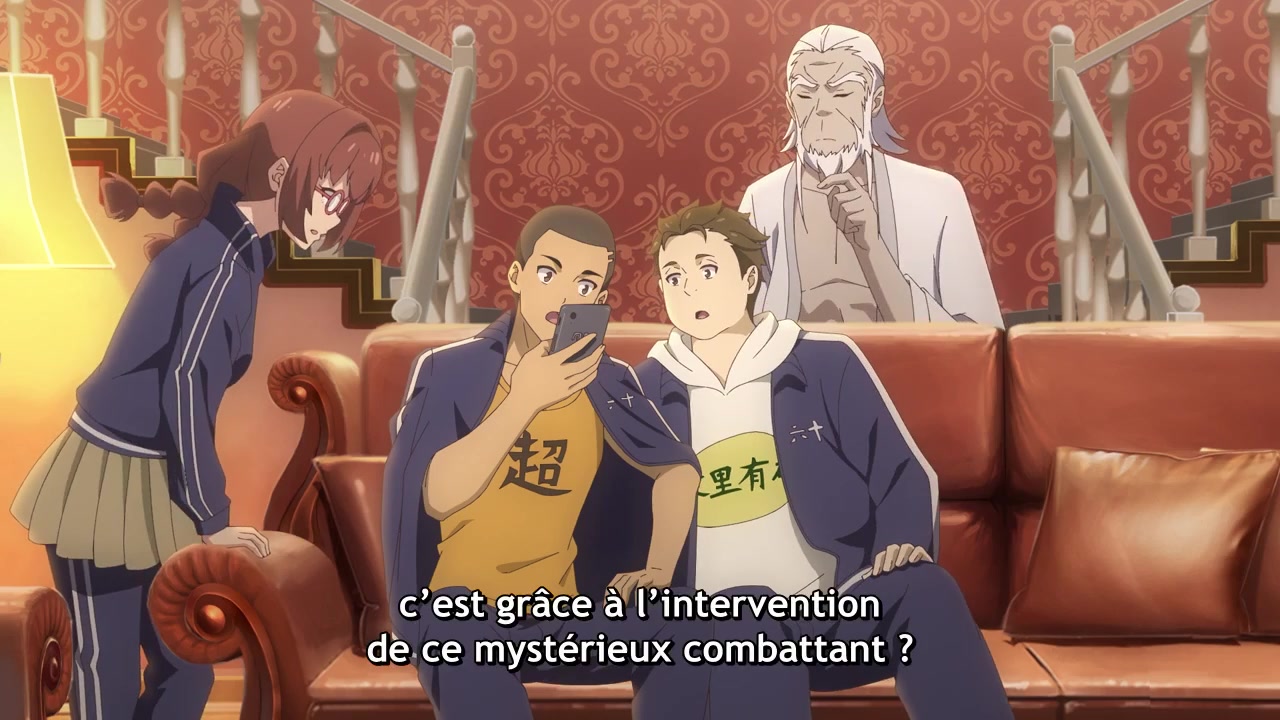 六十
六十
超
里有
c’est grâce à l’intervention
de ce mystérieux combattant ?